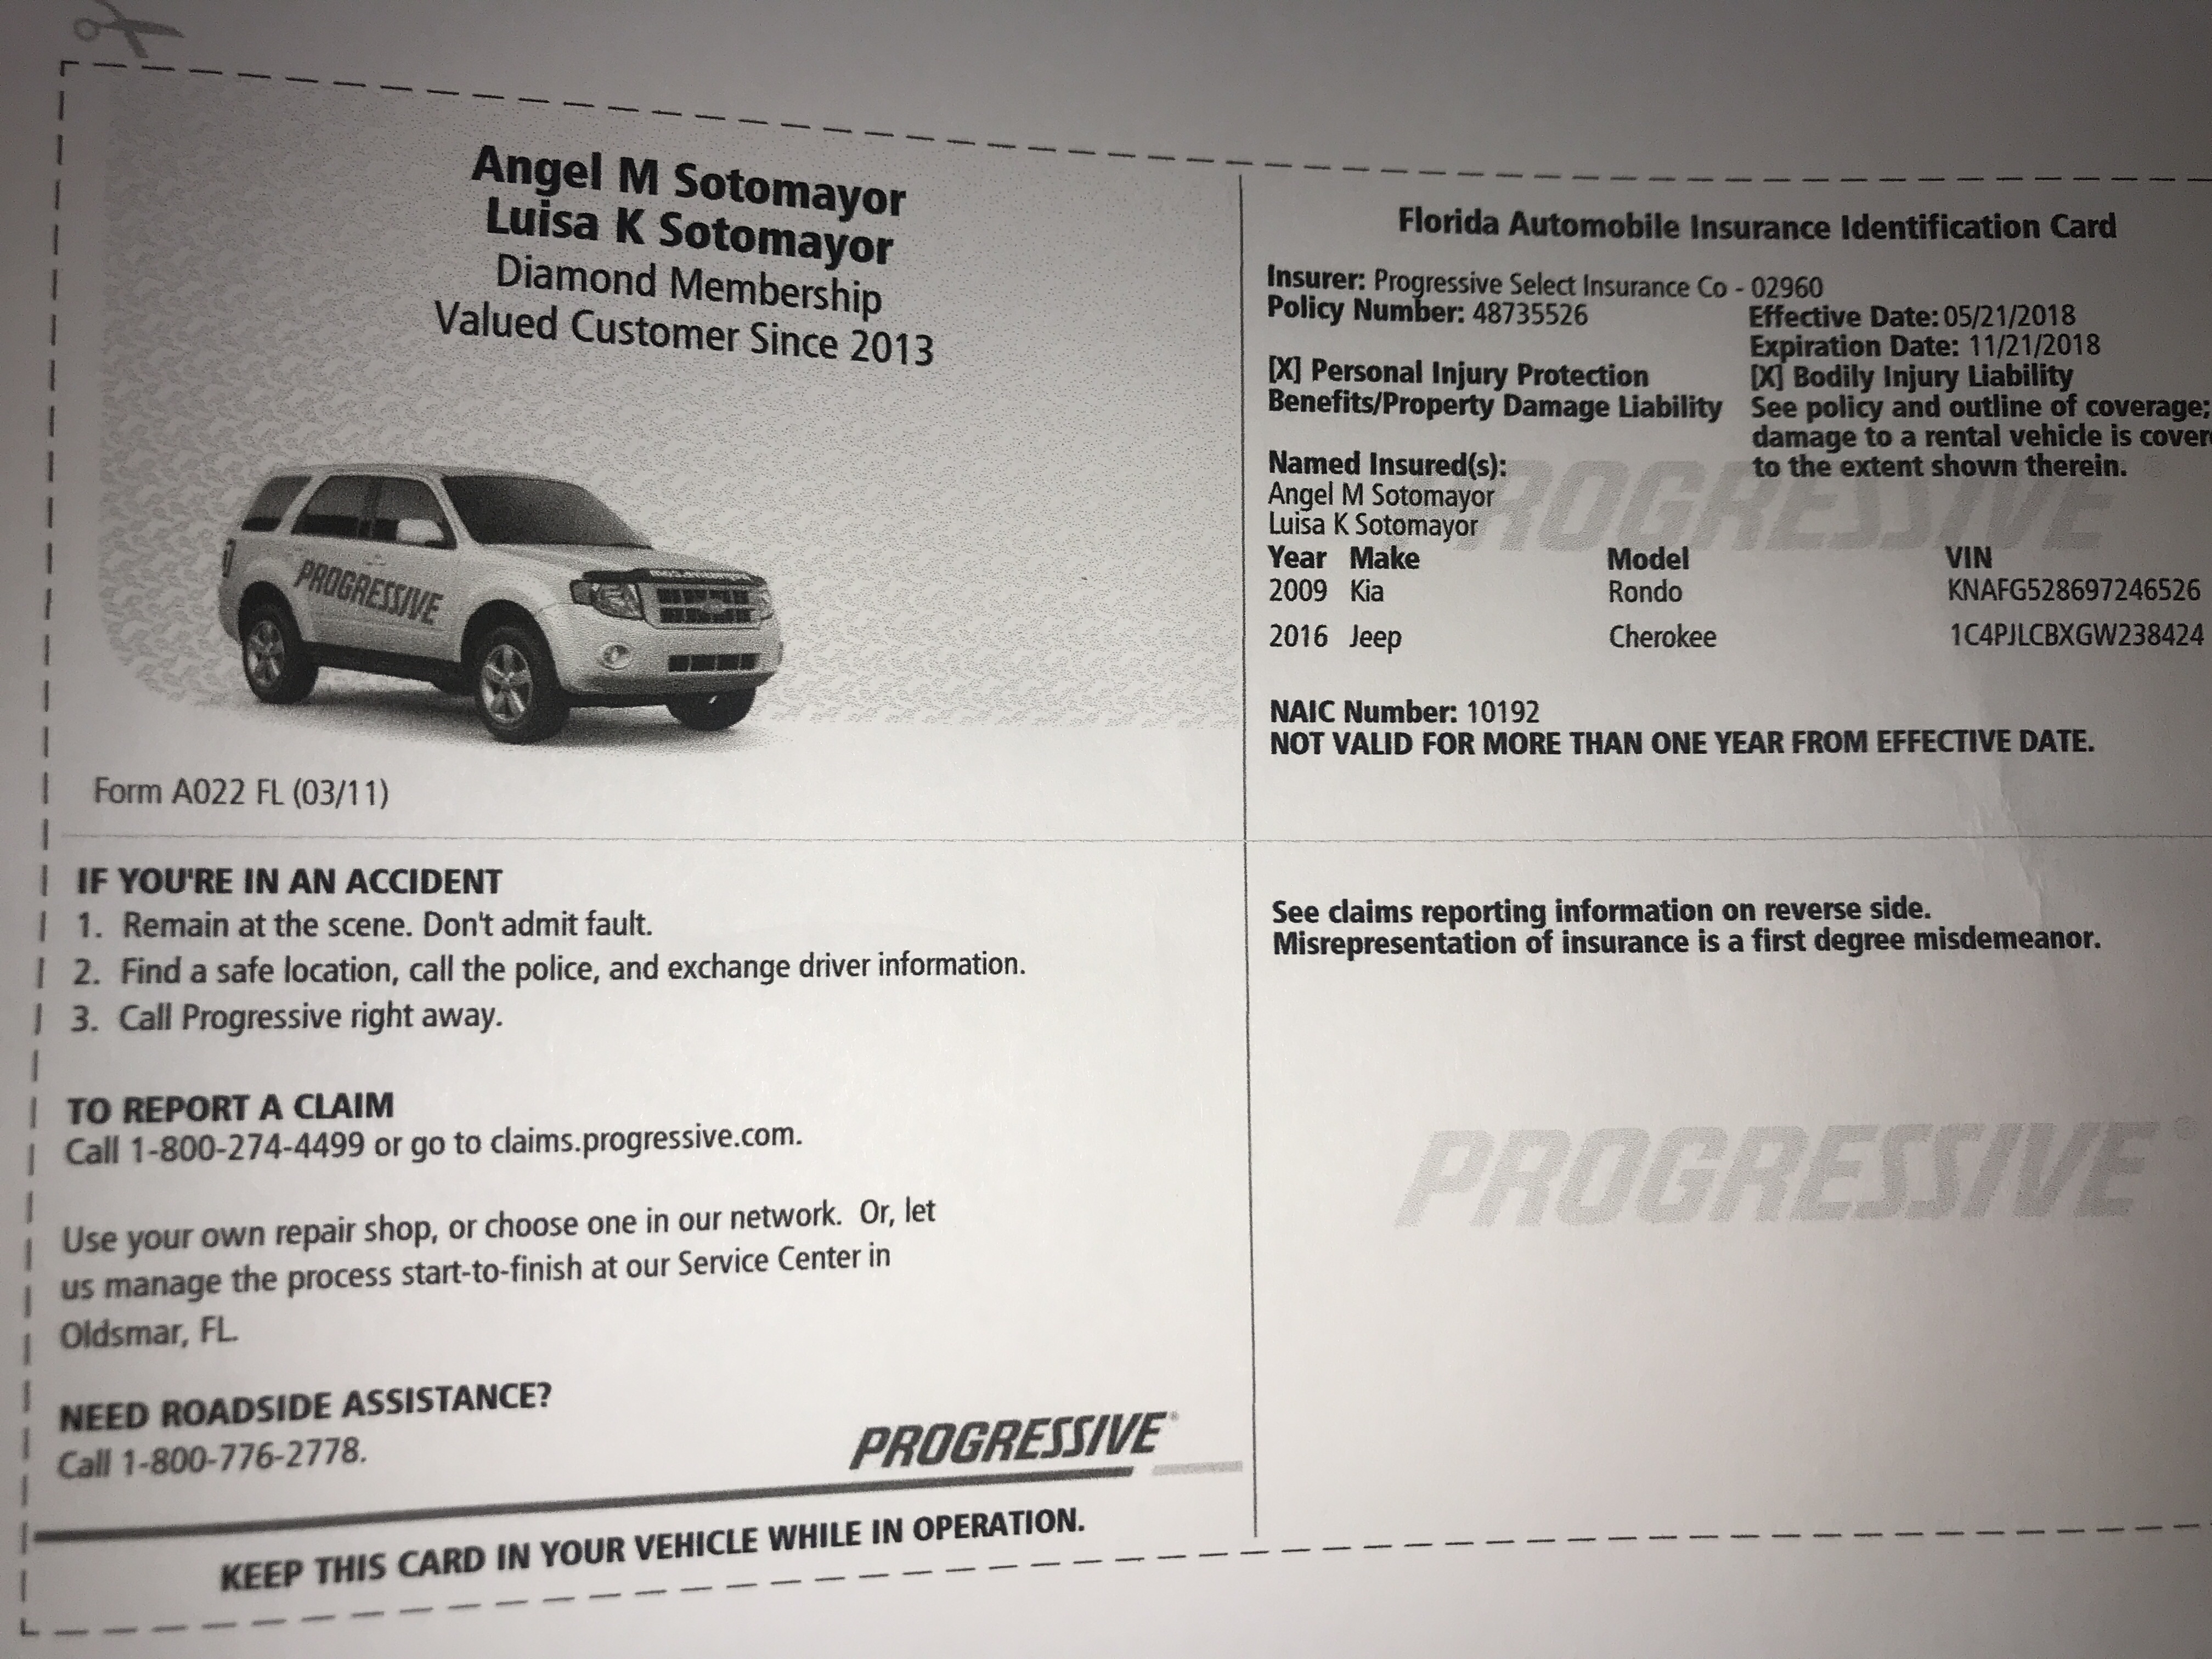 Angel M Sotomayor
Luisa K Sotomayor
Diamond Membership
Valued Customer Since 2013
PROGRESSIVE
Form A022 FL (03/11)
Florida Automobile Insurance Identification Card
Insurer: Progressive Select Insurance Co - 02960
Policy Number: 48735526
Effective Date: 05/21/2018
Expiration Date: 11/21/2018
[X] Personal Injury Protection
Benefits/Property Damage Liability
[X] Bodily Injury Liability
See policy and outline of coverage;
damage to a rental vehicle is
to the extent shown therein.
Named Insured(s):
Angel M Sotomayor
Luisa K Sotomayor
Year Make Model VIN
2009 Kia Rondo KNAFG528697246526
2016 Jeep Cherokee 1C4PJLCBXGW238424
PROGRESSIVE
NAIC Number: 10192
NOT VALID FOR MORE THAN ONE YEAR FROM EFFECTIVE DATE.
IF YOU'RE IN AN ACCIDENT
1. Remain at the scene. Don't admit fault.
2. Find a safe location, call the police, and exchange driver information.
3. Call Progressive right away.
TO REPORT A CLAIM
Call 1-800-274-4499 or go to claims.progressive.com.
Use your own repair shop, or choose one in our network. Or, let
us manage the process start-to-finish at our Service Center in
Oldsmar, FL.
NEED ROADSIDE ASSISTANCE?
Call 1-800-776-2778.
PROGRESSIVE®
KEEP THIS CARD IN YOUR VEHICLE WHILE IN OPERATION.
See claims reporting information on reverse side.
Misrepresentation of insurance is a first degree misdemeanor.
PROGRESSIVE®